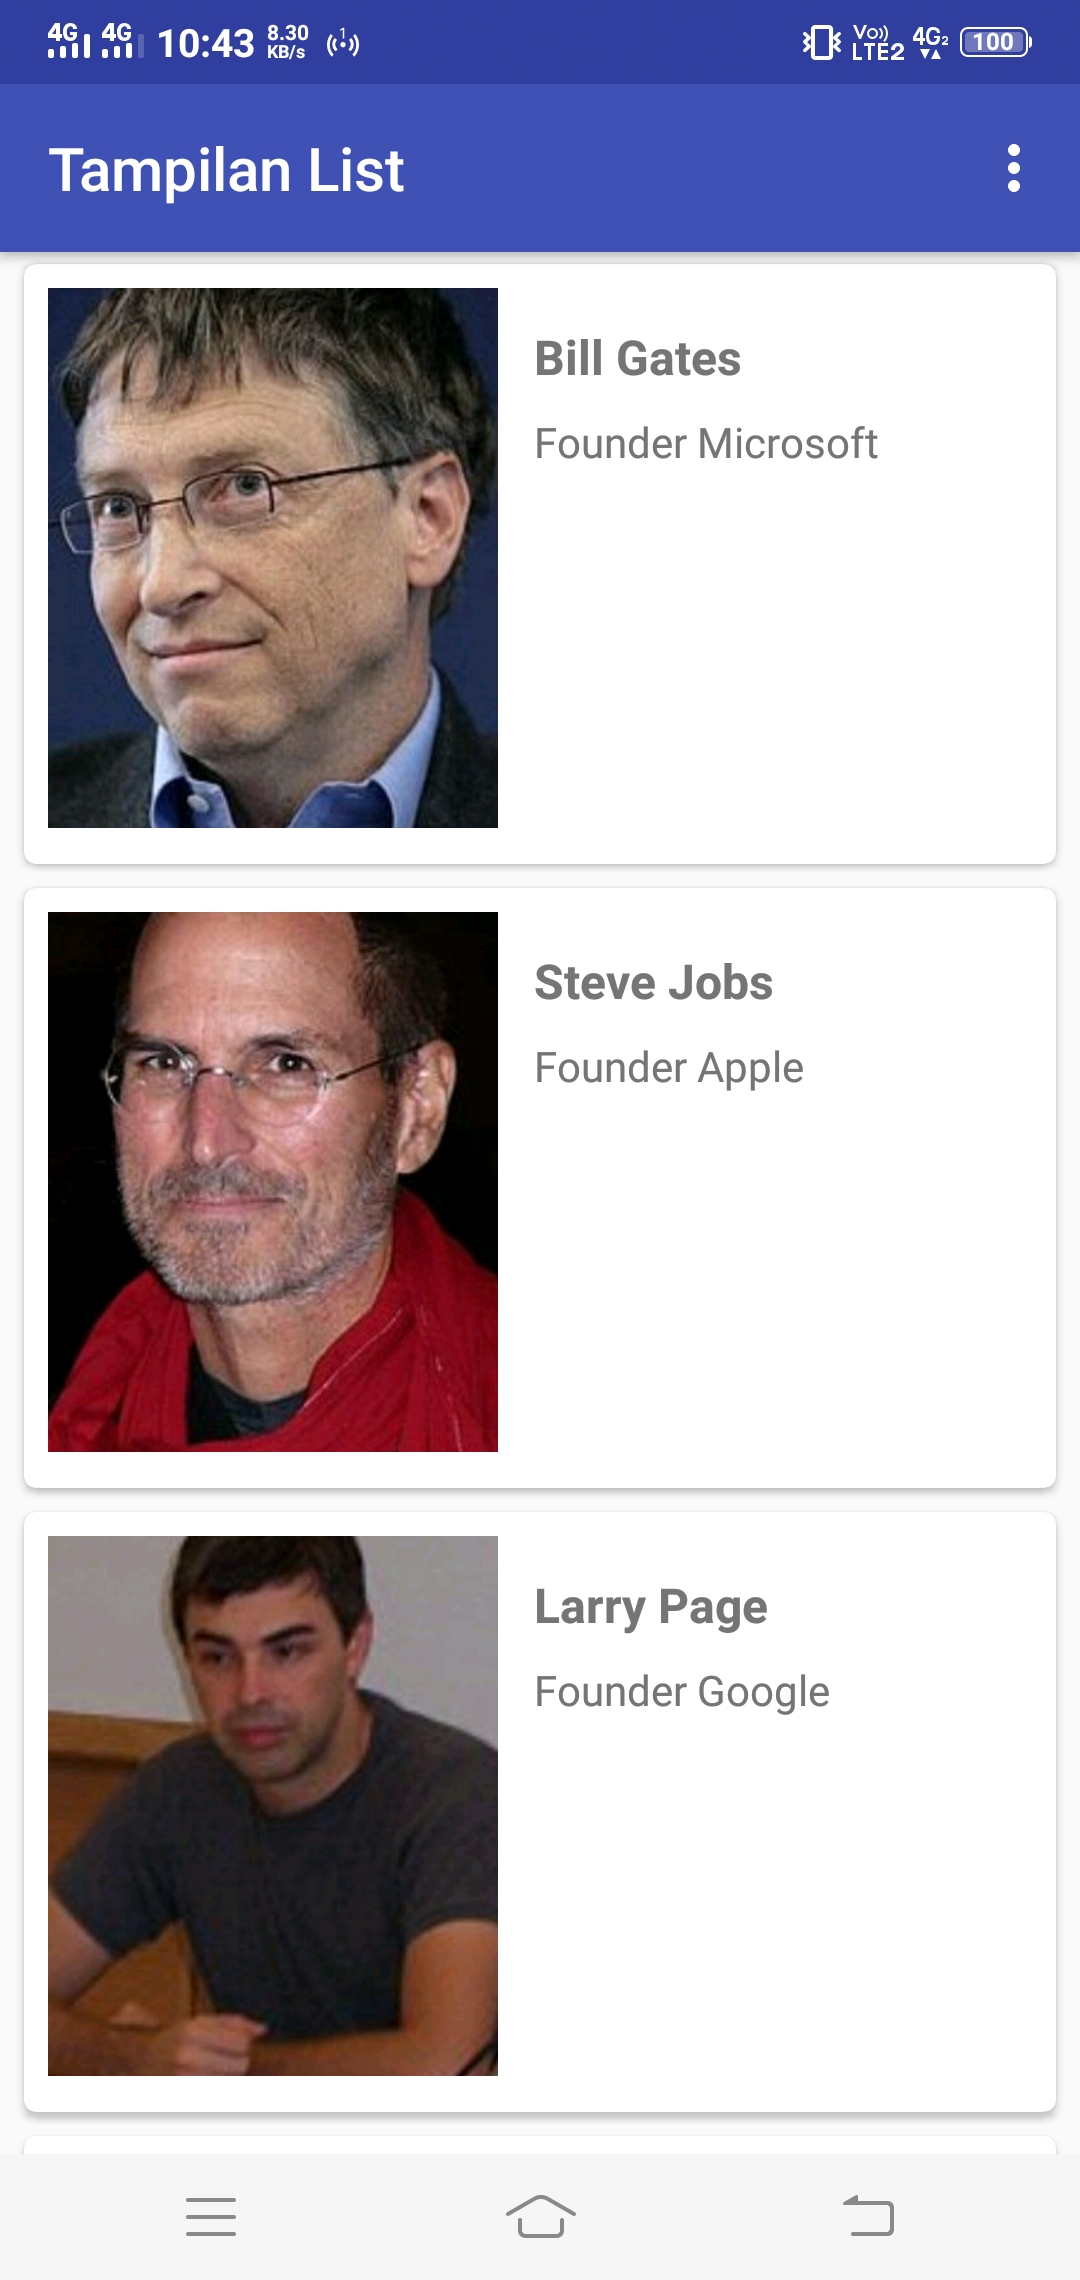 4G 4G 10:43 8.30 KB/s 1 Vo)) LTE2 4G2 100
Tampilan List
Bill Gates
Founder Microsoft
Steve Jobs
Founder Apple
Larry Page
Founder Google